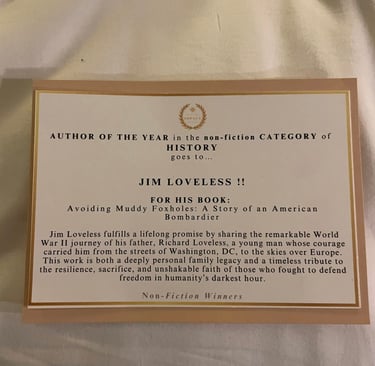 AUTHOR OF THE YEAR in the non-fiction CATEGORY of
HISTORY
goes to...
JIM LOVELESS !!
FOR HIS BOOK:
Avoiding Muddy Foxholes: A Story of an American
Bombardier
Jim Loveless fulfills a lifelong promise by sharing the remarkable World
War II journey of his father, Richard Loveless, a young man whose courage
carried him from the streets of Washington, DC, to the skies over Europe.
This work is both a deeply personal family legacy and a timeless tribute to
the resilience, sacrifice, and unshakable faith of those who fought to defend
freedom in humanity's darkest hour.
Non-Fiction Winners